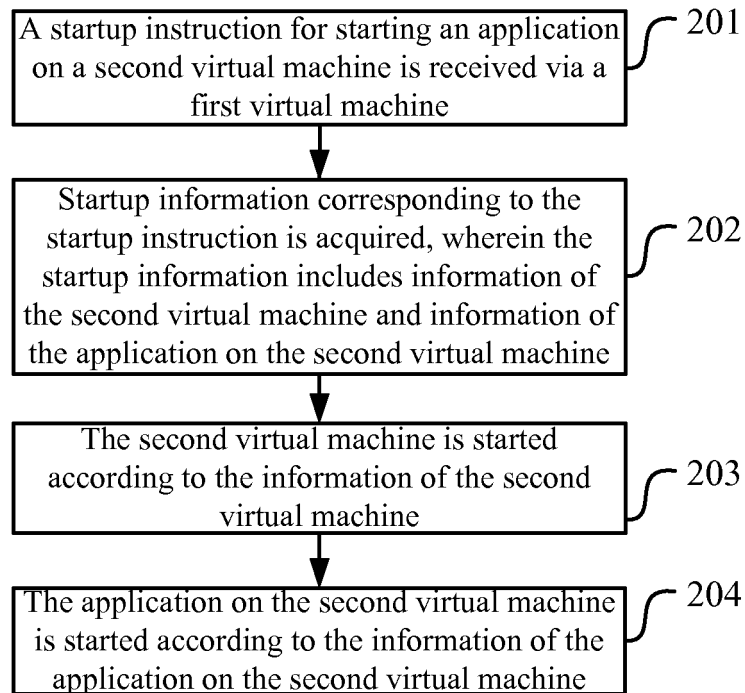 A startup instruction for starting an application
on a second virtual machine is received via a
first virtual machine
201
Startup information corresponding to the
startup instruction is acquired, wherein the
startup information includes information of
the second virtual machine and information of
the application on the second virtual machine
202
The second virtual machine is started
according to the information of the second
virtual machine
203
The application on the second virtual machine
is started according to the information of the
application on the second virtual machine
204